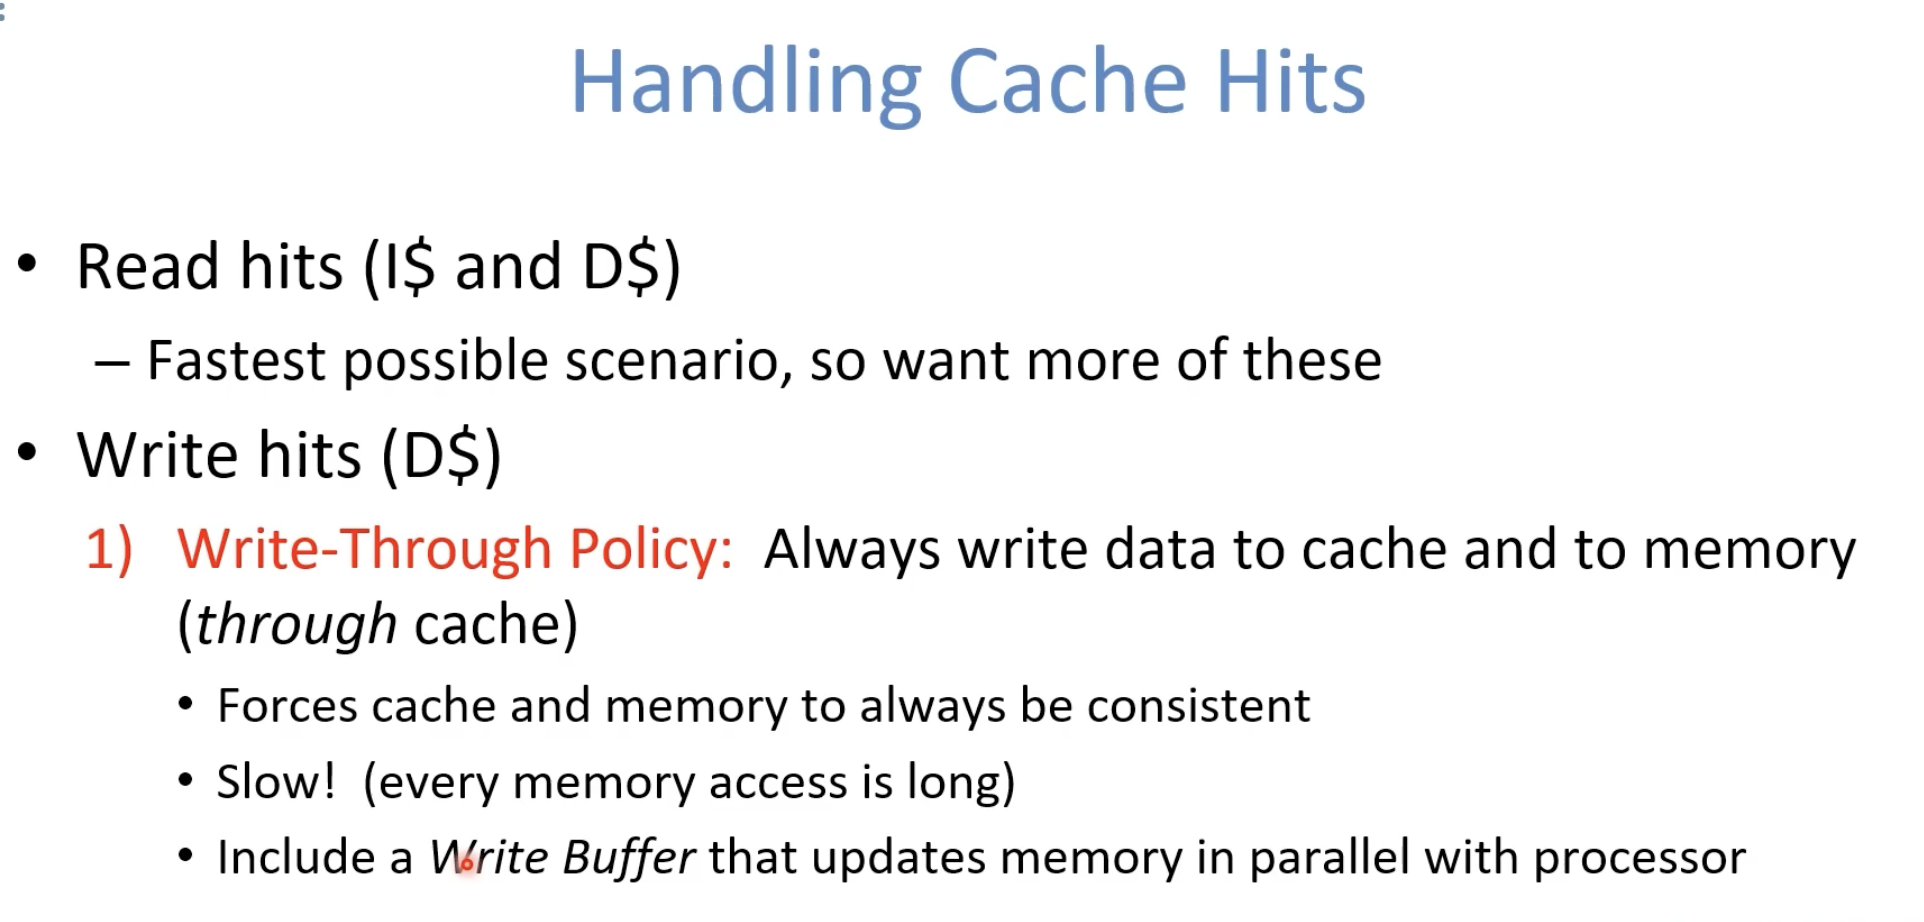 Handling Cache Hits
• Read hits (I$ and D$)
– Fastest possible scenario, so want more of these
• Write hits (D$)
1) Write-Through Policy: Always write data to cache and to memory
(through cache)
• Forces cache and memory to always be consistent
• Slow! (every memory access is long)
• Include a Write Buffer that updates memory in parallel with processor